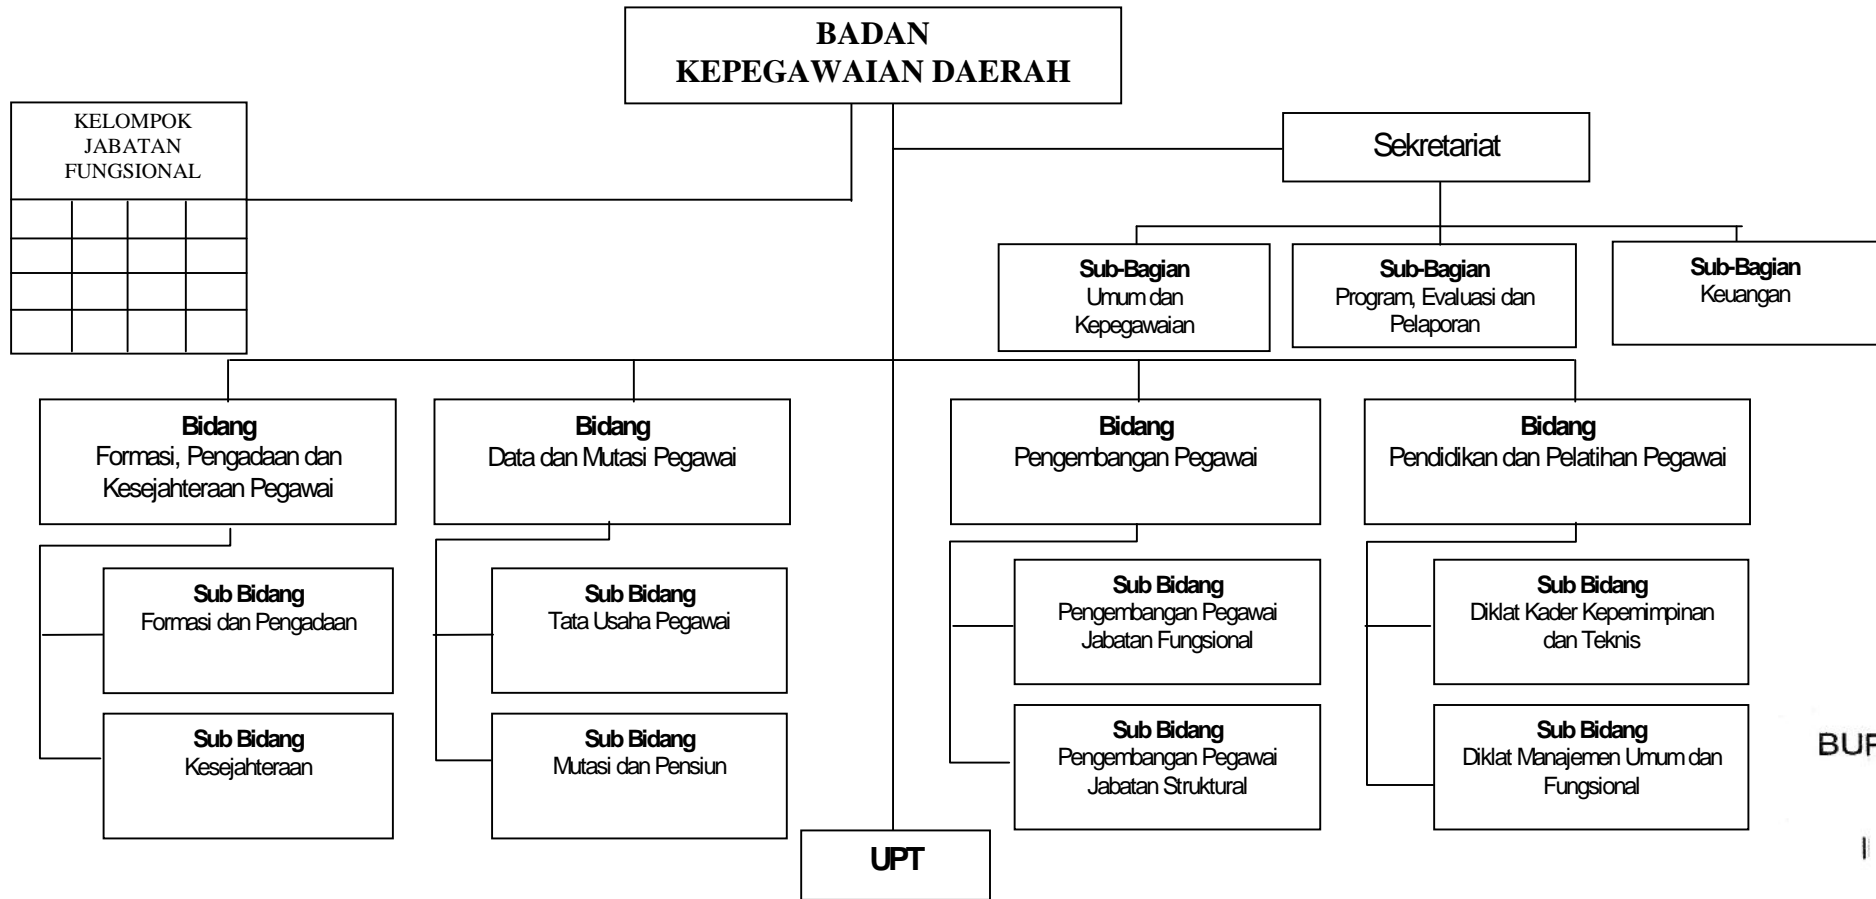 BADAN
KEPEGAWAIAN DAERAH
KELOMPOK
JABATAN
FUNGSIONAL
Sekretariat
Sub-Bagian
Umum dan
Kepegawaian
Sub-Bagian
Program, Evaluasi dan
Pelaporan
Sub-Bagian
Keuangan
Bidang
Formasi, Pengadaan dan
Kesejahteraan Pegawai
Bidang
Data dan Mutasi Pegawai
Bidang
Pengembangan Pegawai
Bidang
Pendidikan dan Pelatihan Pegawai
Sub Bidang
Formasi dan Pengadaan
Sub Bidang
Tata Usaha Pegawai
Sub Bidang
Pengembangan Pegawai
Jabatan Fungsional
Sub Bidang
Diklat Kader Kepemimpinan
dan Teknis
Sub Bidang
Kesejahteraan
Sub Bidang
Mutasi dan Pensiun
Sub Bidang
Pengembangan Pegawai
Jabatan Struktural
Sub Bidang
Diklat Manajemen Umum dan
Fungsional
UPT